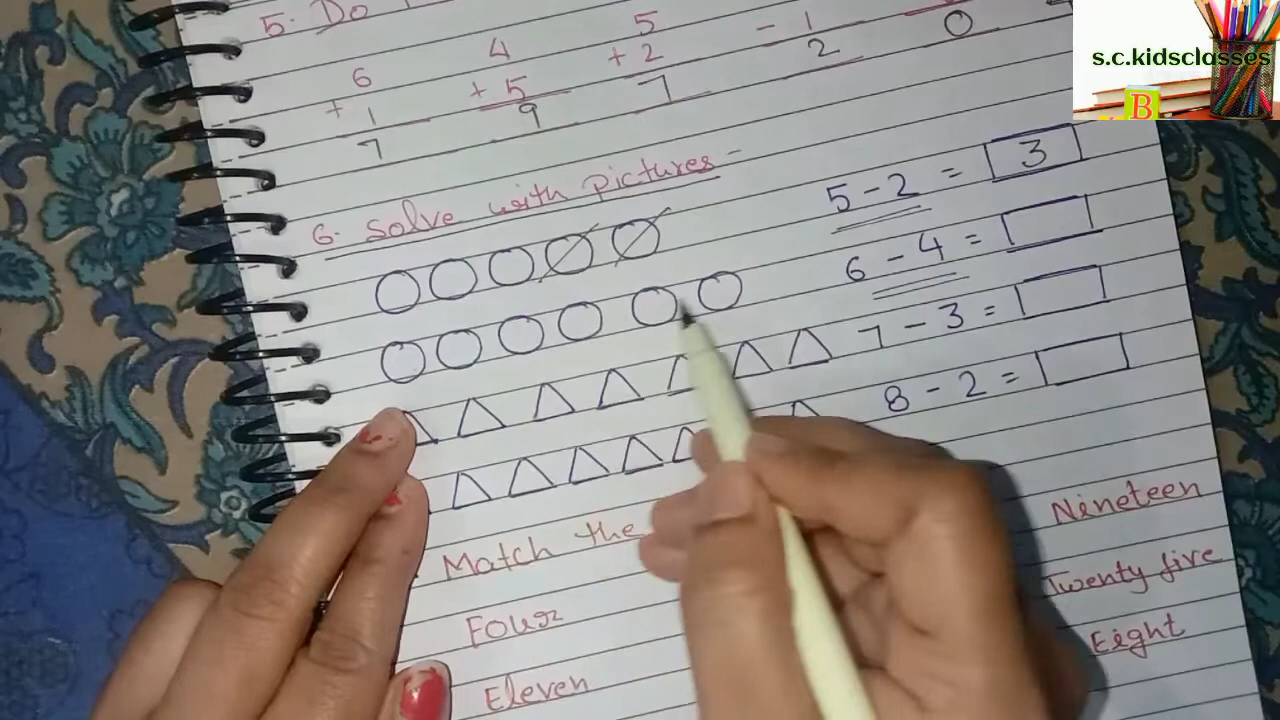 s.c.kidsclasses
B
5. Do
6 4 5
+ 1 + 5 + 2 - 1
7 9 7 2 0
6. Solve with pictures -
5 - 2 = 3
6 - 4 =
7 - 3 =
8 - 2 =
Match the
Nineteen
Four Twenty five
Eleven Eight